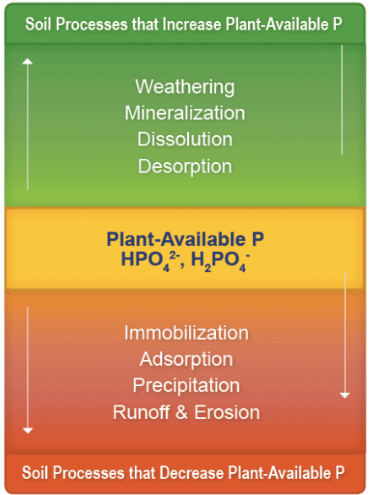 Soil Processes that Increase Plant-Available P
Weathering
Mineralization
Dissolution
Desorption
Plant-Available P
HPO₄²⁻, H₂PO₄⁻
Immobilization
Adsorption
Precipitation
Runoff & Erosion
Soil Processes that Decrease Plant-Available P